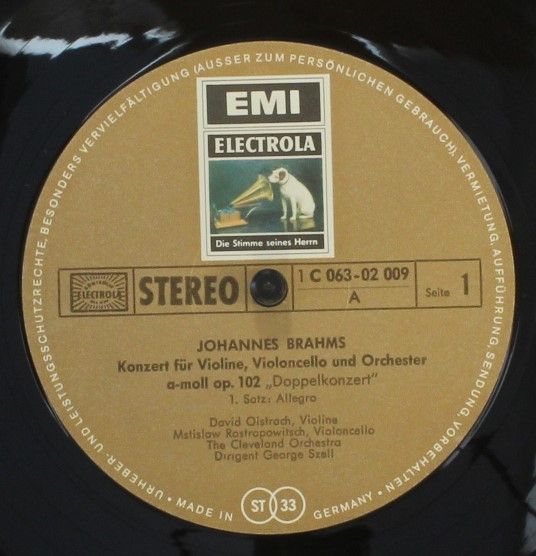 URHEBER- UND LEISTUNGSSCHUTZRECHTE, BESONDERS VERVIELFÄLTIGUNG (AUSSER ZUM PERSÖNLICHEN GEBRAUCH), VERMIETUNG, AUFFÜHRUNG, SENDUNG, VORBEHALTEN • MADE IN GERMANY •
EMI
ELECTROLA
Die Stimme seines Herrn
ELECTROLA
STEREO
1 C 063-02 009
A
Seite 1
JOHANNES BRAHMS
Konzert für Violine, Violoncello und Orchester
a-moll op. 102 „Doppelkonzert"
1. Satz: Allegro
David Oistrach, Violine
Mstislaw Rostropowitsch, Violoncello
The Cleveland Orchestra
Dirigent George Szell
ST 33